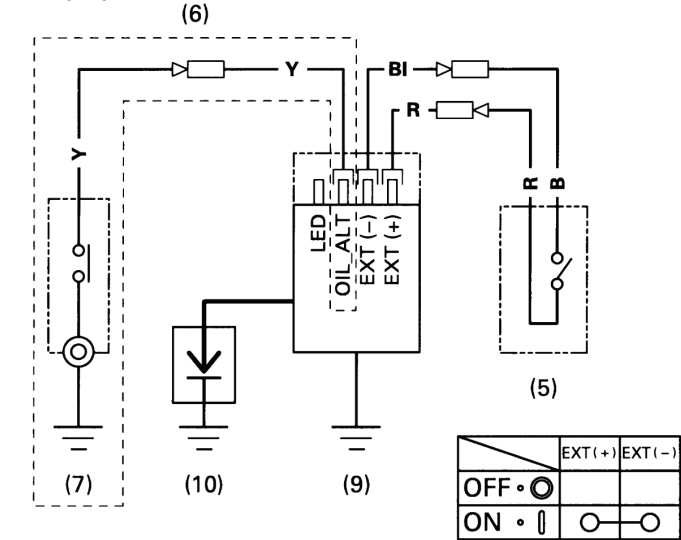 (6)
Y
Bl
R
Y
R
B
LED
OIL_ALT
EXT (–)
EXT (+)
(5)
(7)
(10)
(9)
EXT(+) EXT(–)
OFF
ON